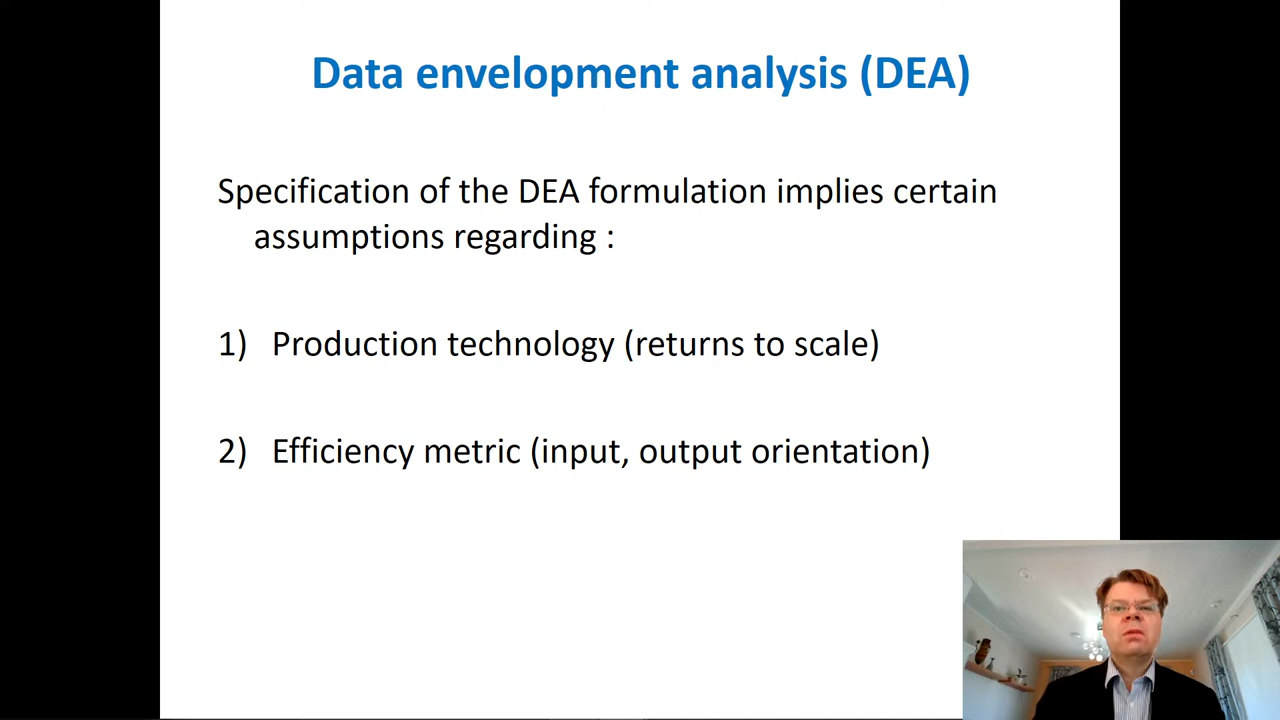 Data envelopment analysis (DEA)
Specification of the DEA formulation implies certain
assumptions regarding :
1) Production technology (returns to scale)
2) Efficiency metric (input, output orientation)